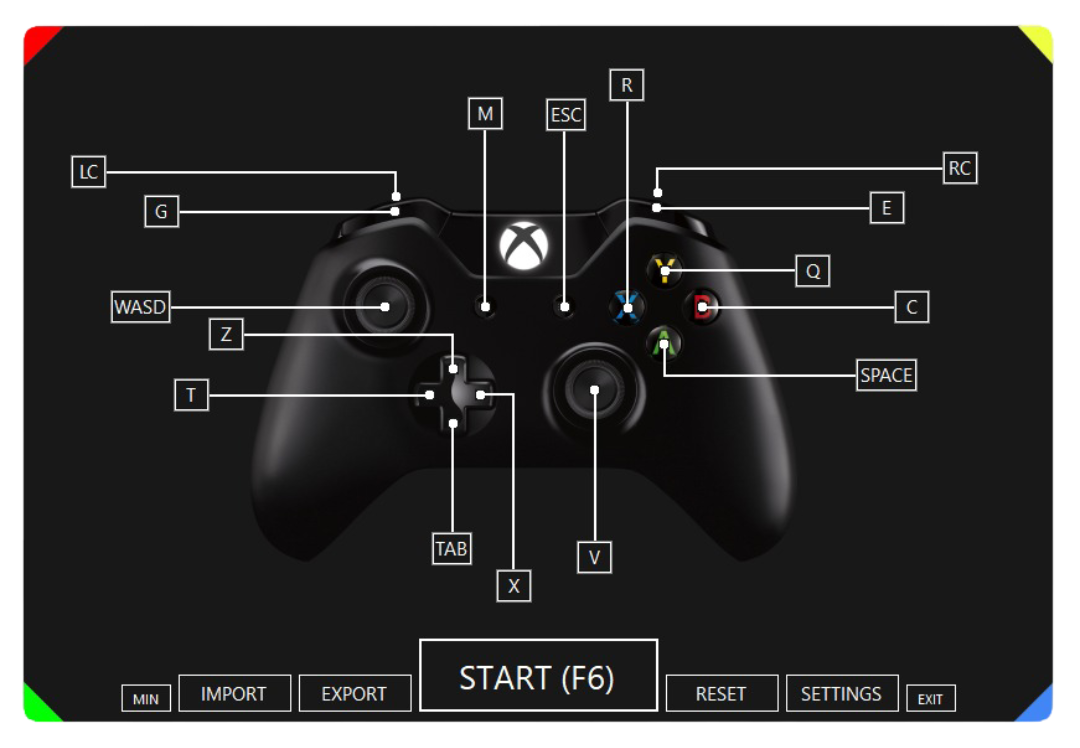 R
M
ESC
LC
RC
G
E
Y
Q
WASD
X
B
C
Z
A
SPACE
T
TAB
V
X
START (F6)
MIN
IMPORT
EXPORT
RESET
SETTINGS
EXIT